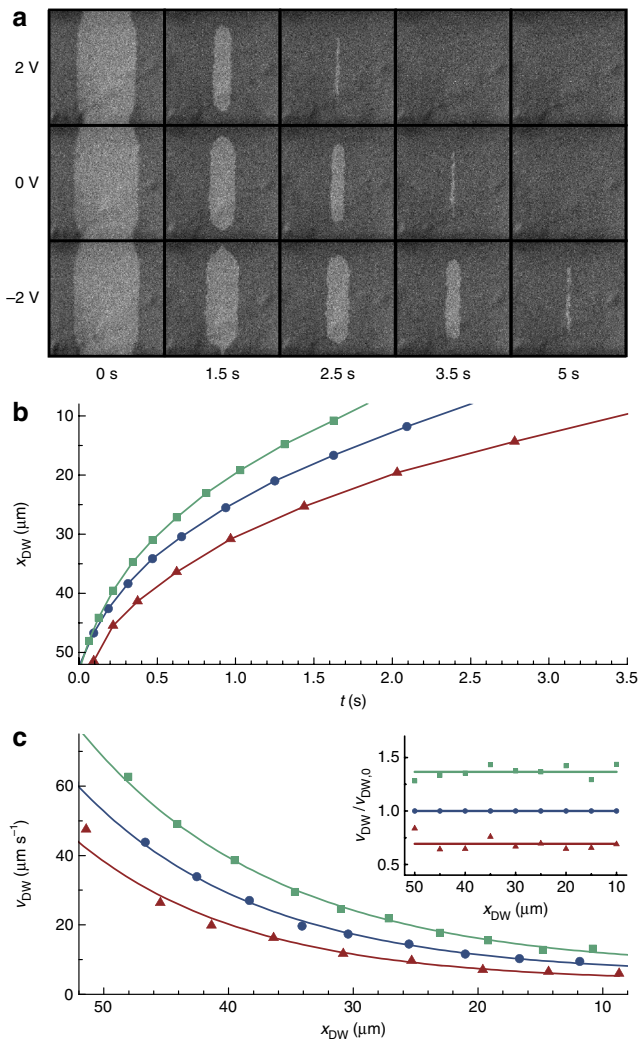 a
2 V
0 V
–2 V
0 s 1.5 s 2.5 s 3.5 s 5 s
b
10
20
30
40
50
x_DW (μm)
0 0.5 1.0 1.5 2.0 2.5 3.0 3.5
t (s)
c
60
40
20
0
v_DW (μm s⁻¹)
50 40 30 20 10
x_DW (μm)
1.5
1.0
0.5
v_DW / v_DW,0
50 40 30 20 10
x_DW (μm)